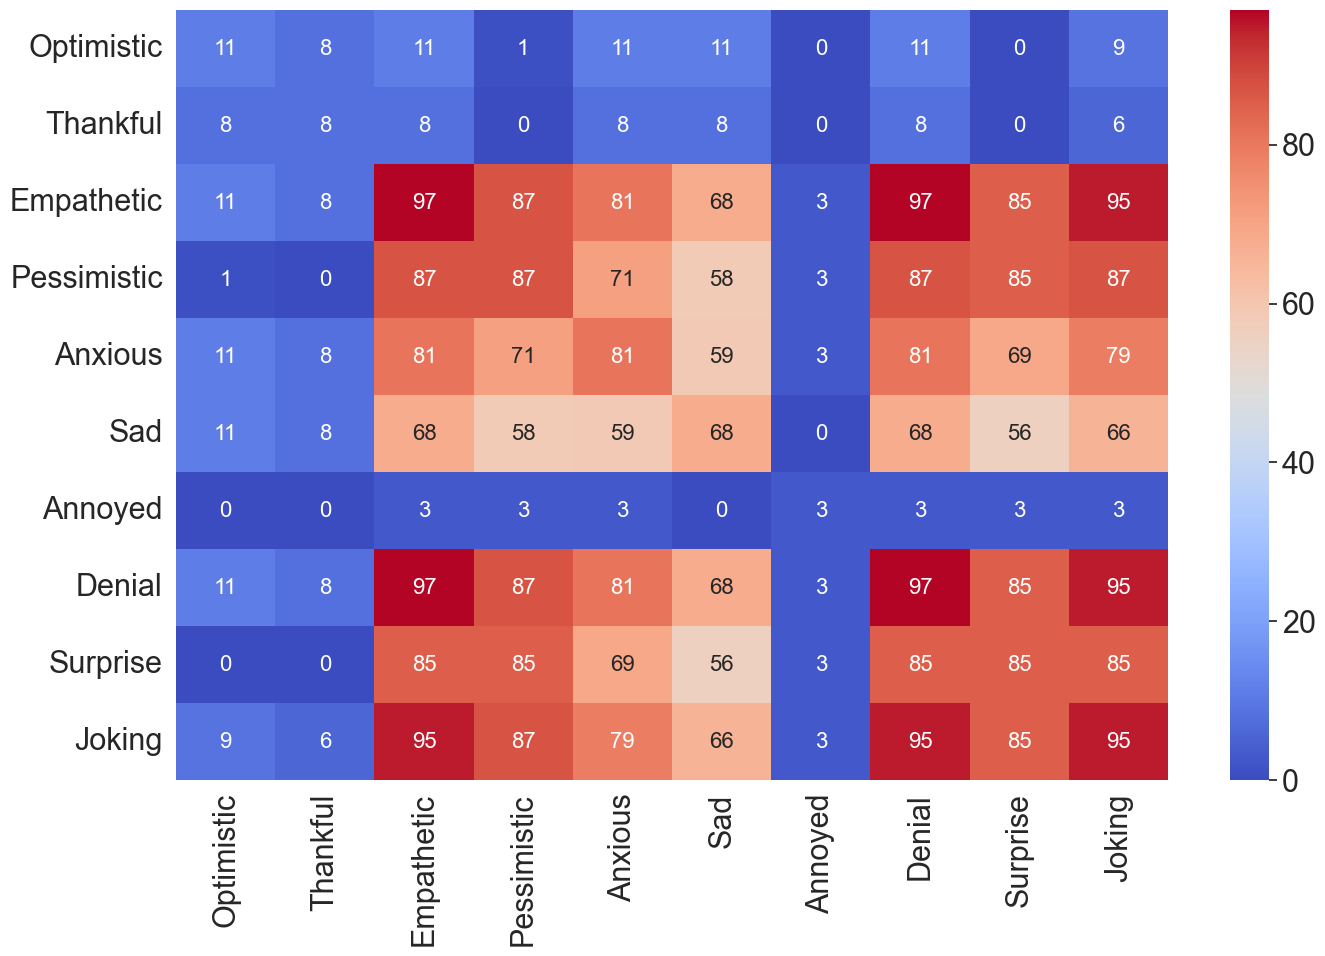 Optimistic 11 8 11 1 11 11 0 11 0 9
Thankful 8 8 8 0 8 8 0 8 0 6
Empathetic 11 8 97 87 81 68 3 97 85 95
Pessimistic 1 0 87 87 71 58 3 87 85 87
Anxious 11 8 81 71 81 59 3 81 69 79
Sad 11 8 68 58 59 68 0 68 56 66
Annoyed 0 0 3 3 3 0 3 3 3 3
Denial 11 8 97 87 81 68 3 97 85 95
Surprise 0 0 85 85 69 56 3 85 85 85
Joking 9 6 95 87 79 66 3 95 85 95
Optimistic Thankful Empathetic Pessimistic Anxious Sad Annoyed Denial Surprise Joking
80
60
40
20
0